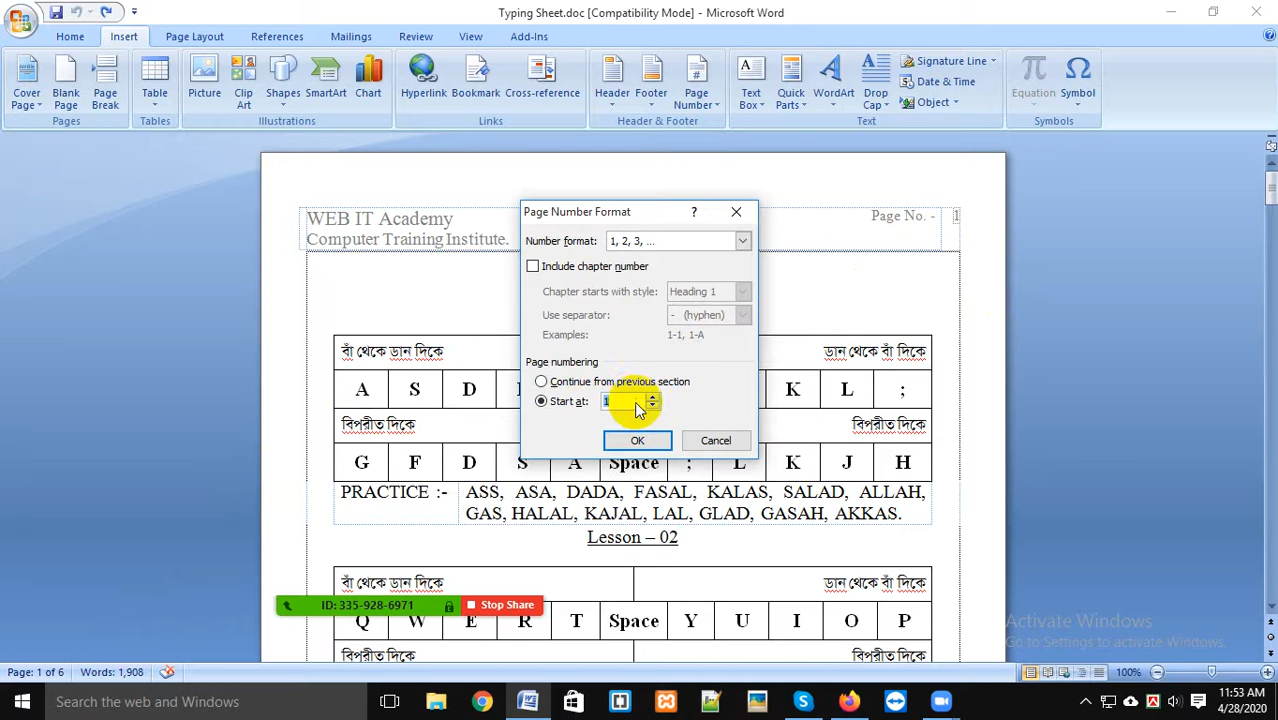 Typing Sheet.doc [Compatibility Mode] - Microsoft Word
Home Insert Page Layout References Mailings Review View Add-Ins
Cover Page Blank Page Page Break Table Picture Clip Art Shapes SmartArt Chart Hyperlink Bookmark Cross-reference Header Footer Page Number Text Box Quick Parts WordArt Drop Cap Signature Line Date & Time Object Equation Symbol
Pages Tables Illustrations Links Header & Footer Text Symbols
WEB IT Academy
Computer Training Institute.
Page No. - 1
Page Number Format
Number format: 1, 2, 3, ...
Include chapter number
Chapter starts with style: Heading 1
Use separator: - (hyphen)
Examples: 1-1, 1-A
Page numbering
Continue from previous section
Start at: 1
OK Cancel
বাঁ থেকে ডান দিকে ডান থেকে বাঁ দিকে
A S D K L ;
বিপরীত দিকে বিপরীত দিকে
G F D S A Space ; L K J H
PRACTICE :- ASS, ASA, DADA, FASAL, KALAS, SALAD, ALLAH,
GAS, HALAL, KAJAL, LAL, GLAD, GASAH, AKKAS.
Lesson – 02
বাঁ থেকে ডান দিকে ডান থেকে বাঁ দিকে
ID: 335-928-6971 Stop Share
Q W E R T Space Y U I O P
বিপরীত দিকে বিপরীত দিকে
Activate Windows
Go to Settings to activate Windows.
Page: 1 of 6 Words: 1,908 100%
Search the web and Windows
11:53 AM
4/28/2020